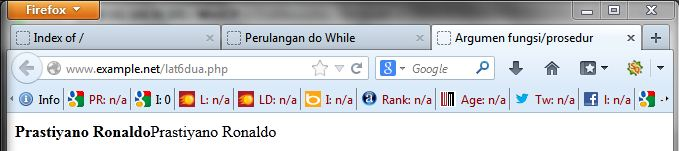 Firefox
Index of /
Perulangan do While
Argumen fungsi/prosedur
www.example.net/lat6dua.php
Google
Info PR: n/a I: 0 L: n/a LD: n/a I: n/a Rank: n/a Age: n/a Tw: n/a I: n/a
Prastiyano RonaldoPrastiyano Ronaldo